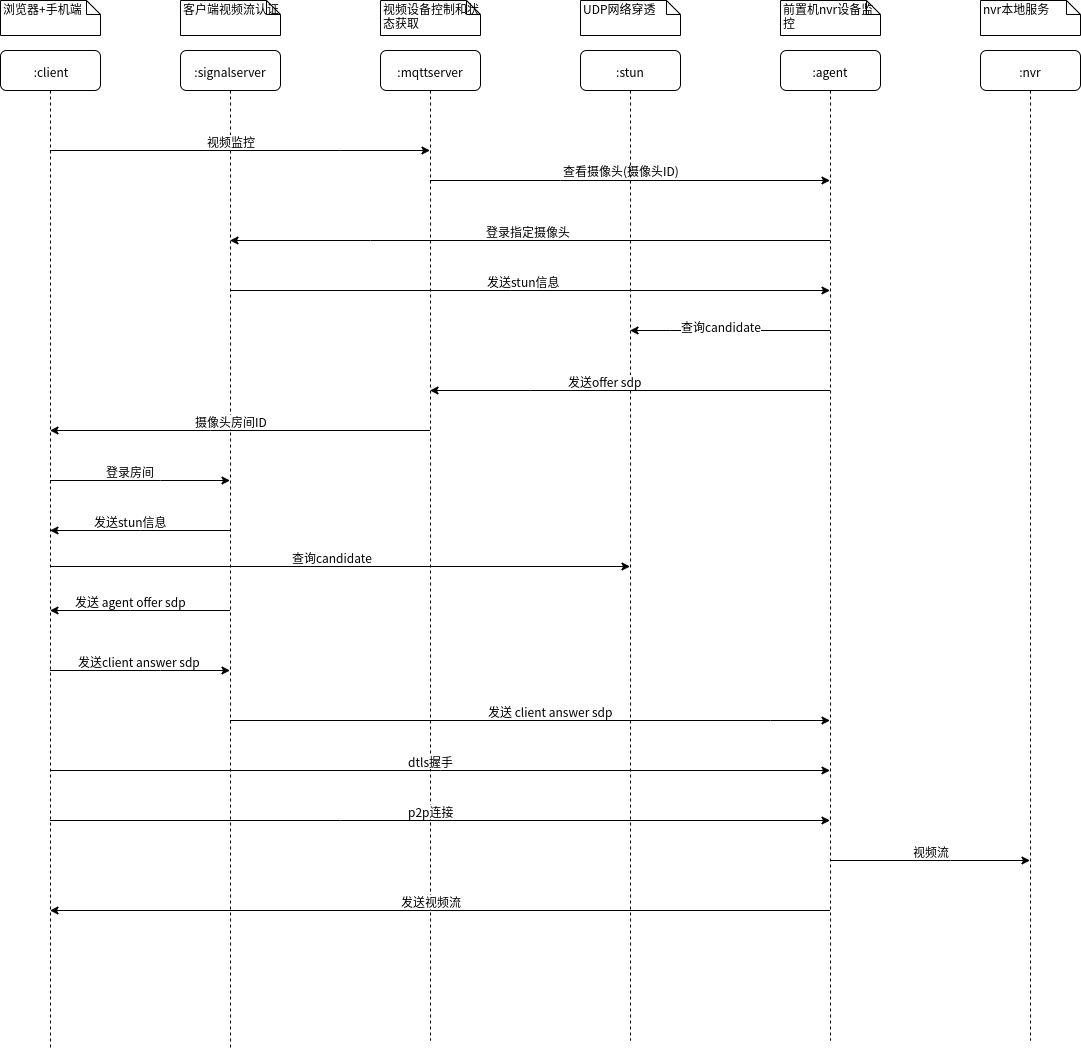 浏览器+手机端
客户端视频流认证
视频设备控制和状
态获取
UDP网络穿透
前置机nvr设备监
控
nvr本地服务
:client
:signalserver
:mqttserver
:stun
:agent
:nvr
视频监控
查看摄像头(摄像头ID)
登录指定摄像头
发送stun信息
查询candidate
发送offer sdp
摄像头房间ID
登录房间
发送stun信息
查询candidate
发送 agent offer sdp
发送client answer sdp
发送 client answer sdp
dtls握手
p2p连接
视频流
发送视频流